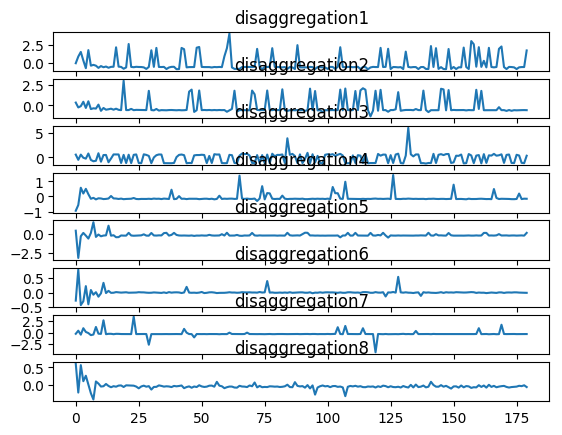 disaggregation1
2.5
0.0
disaggregation2
2.5
0.0
disaggregation3
5
0
disaggregation4
1
0
−1
disaggregation5
0.0
−2.5
disaggregation6
0.5
0.0
−0.5
disaggregation7
2.5
0.0
−2.5
disaggregation8
0.5
0.0
0 25 50 75 100 125 150 175